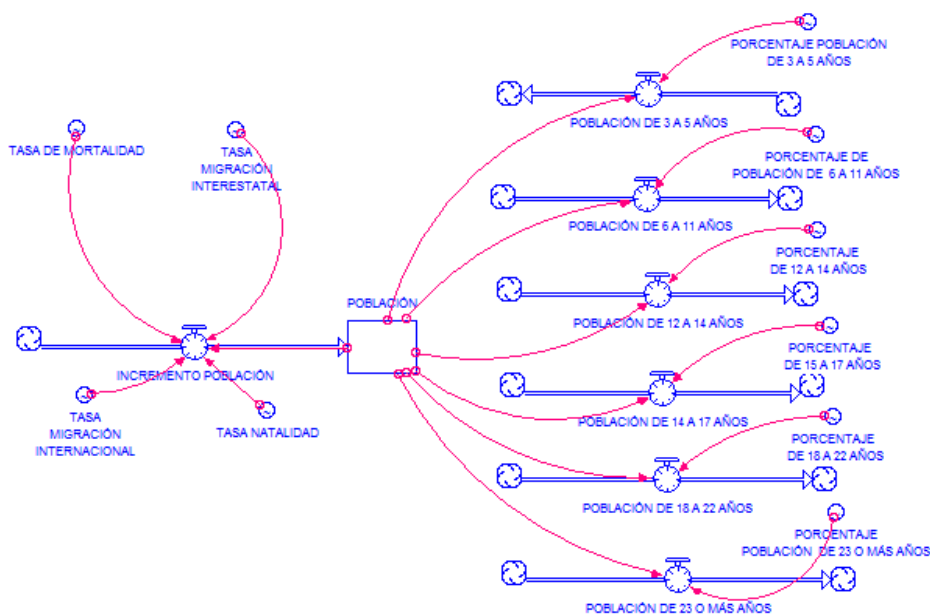 PORCENTAJE POBLACIÓN
DE 3 A 5 AÑOS
POBLACIÓN DE 3 A 5 AÑOS
TASA DE MORTALIDAD
TASA
MIGRACIÓN
INTERESTATAL
PORCENTAJE DE
POBLACIÓN DE 6 A 11 AÑOS
POBLACIÓN DE 6 A 11 AÑOS
PORCENTAJE
DE 12 A 14 AÑOS
POBLACIÓN
POBLACIÓN DE 12 A 14 AÑOS
PORCENTAJE
DE 15 A 17 AÑOS
INCREMENTO POBLACIÓN
TASA
MIGRACIÓN
INTERNACIONAL
TASA NATALIDAD
POBLACIÓN DE 14 A 17 AÑOS
PORCENTAJE
DE 18 A 22 AÑOS
POBLACIÓN DE 18 A 22 AÑOS
PORCENTAJE
POBLACIÓN DE 23 O MÁS AÑOS
POBLACIÓN DE 23 O MÁS AÑOS